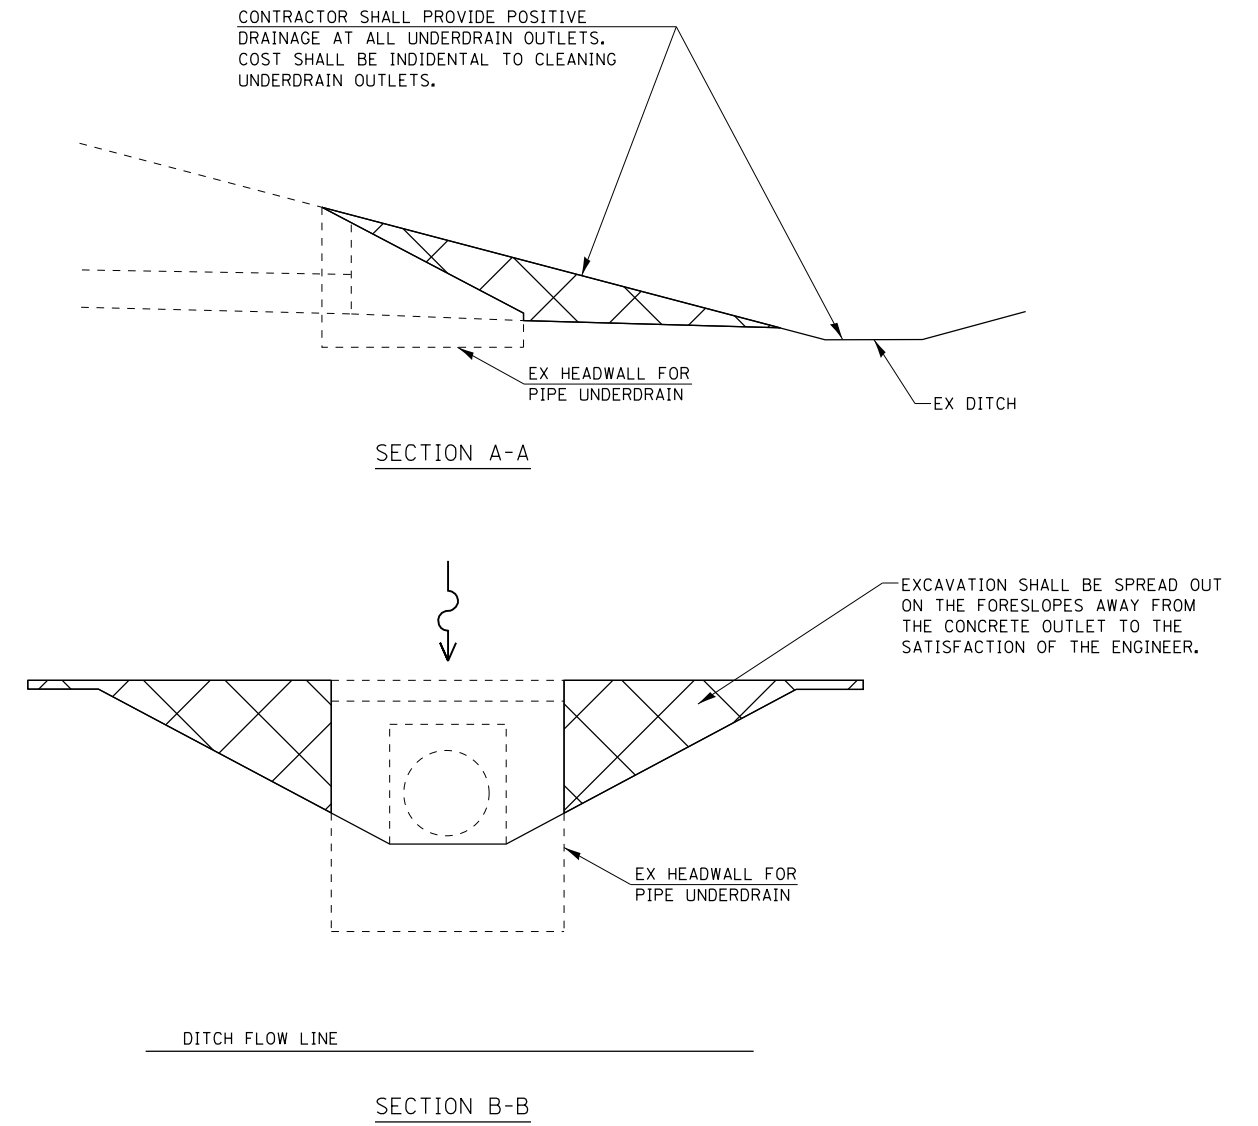 CONTRACTOR SHALL PROVIDE POSITIVE
DRAINAGE AT ALL UNDERDRAIN OUTLETS.
COST SHALL BE INDIDENTAL TO CLEANING
UNDERDRAIN OUTLETS.
EX HEADWALL FOR
PIPE UNDERDRAIN
EX DITCH
SECTION A-A
EXCAVATION SHALL BE SPREAD OUT
ON THE FORESLOPES AWAY FROM
THE CONCRETE OUTLET TO THE
SATISFACTION OF THE ENGINEER.
EX HEADWALL FOR
PIPE UNDERDRAIN
DITCH FLOW LINE
SECTION B-B